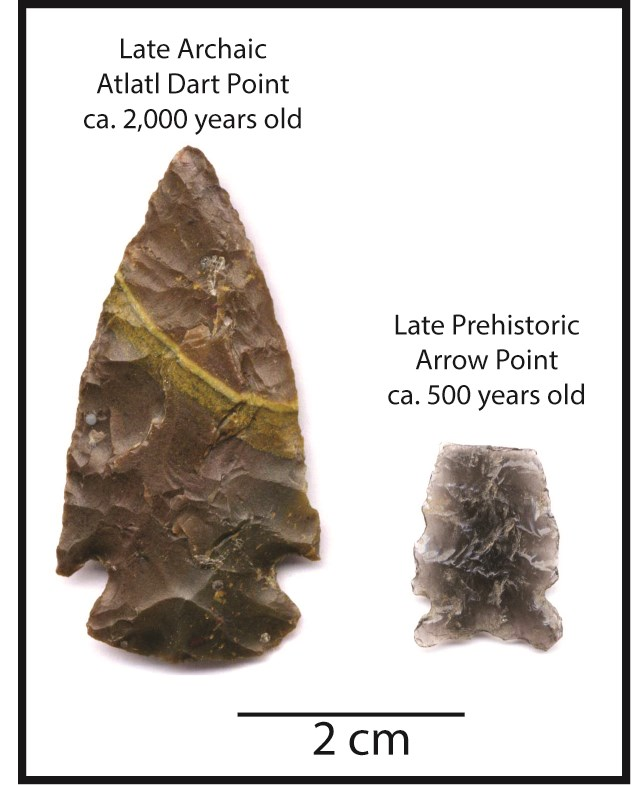 Late Archaic
Atlatl Dart Point
ca. 2,000 years old
Late Prehistoric
Arrow Point
ca. 500 years old
2 cm